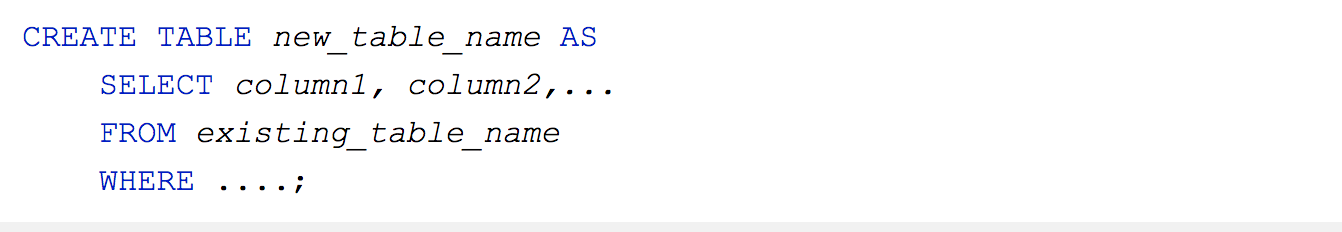 CREATE TABLE new_table_name AS
SELECT column1, column2,...
FROM existing_table_name
WHERE ....;